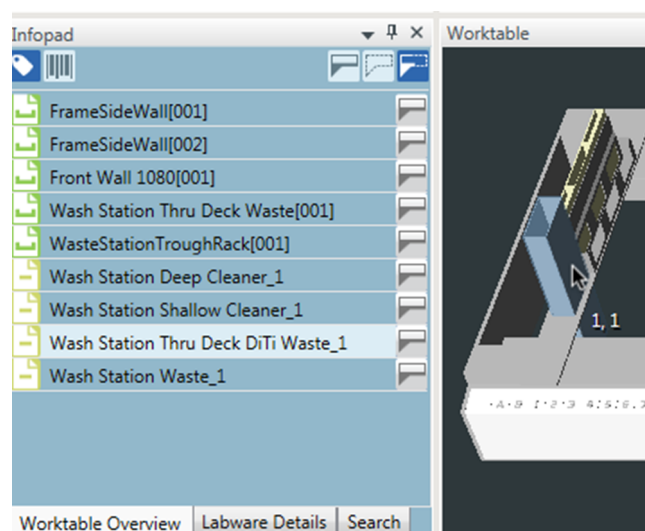 Infopad
Worktable
FrameSideWall[001]
FrameSideWall[002]
Front Wall 1080[001]
Wash Station Thru Deck Waste[001]
WasteStationTroughRack[001]
Wash Station Deep Cleaner_1
Wash Station Shallow Cleaner_1
Wash Station Thru Deck DiTi Waste_1
Wash Station Waste_1
1, 1
Worktable Overview
Labware Details
Search